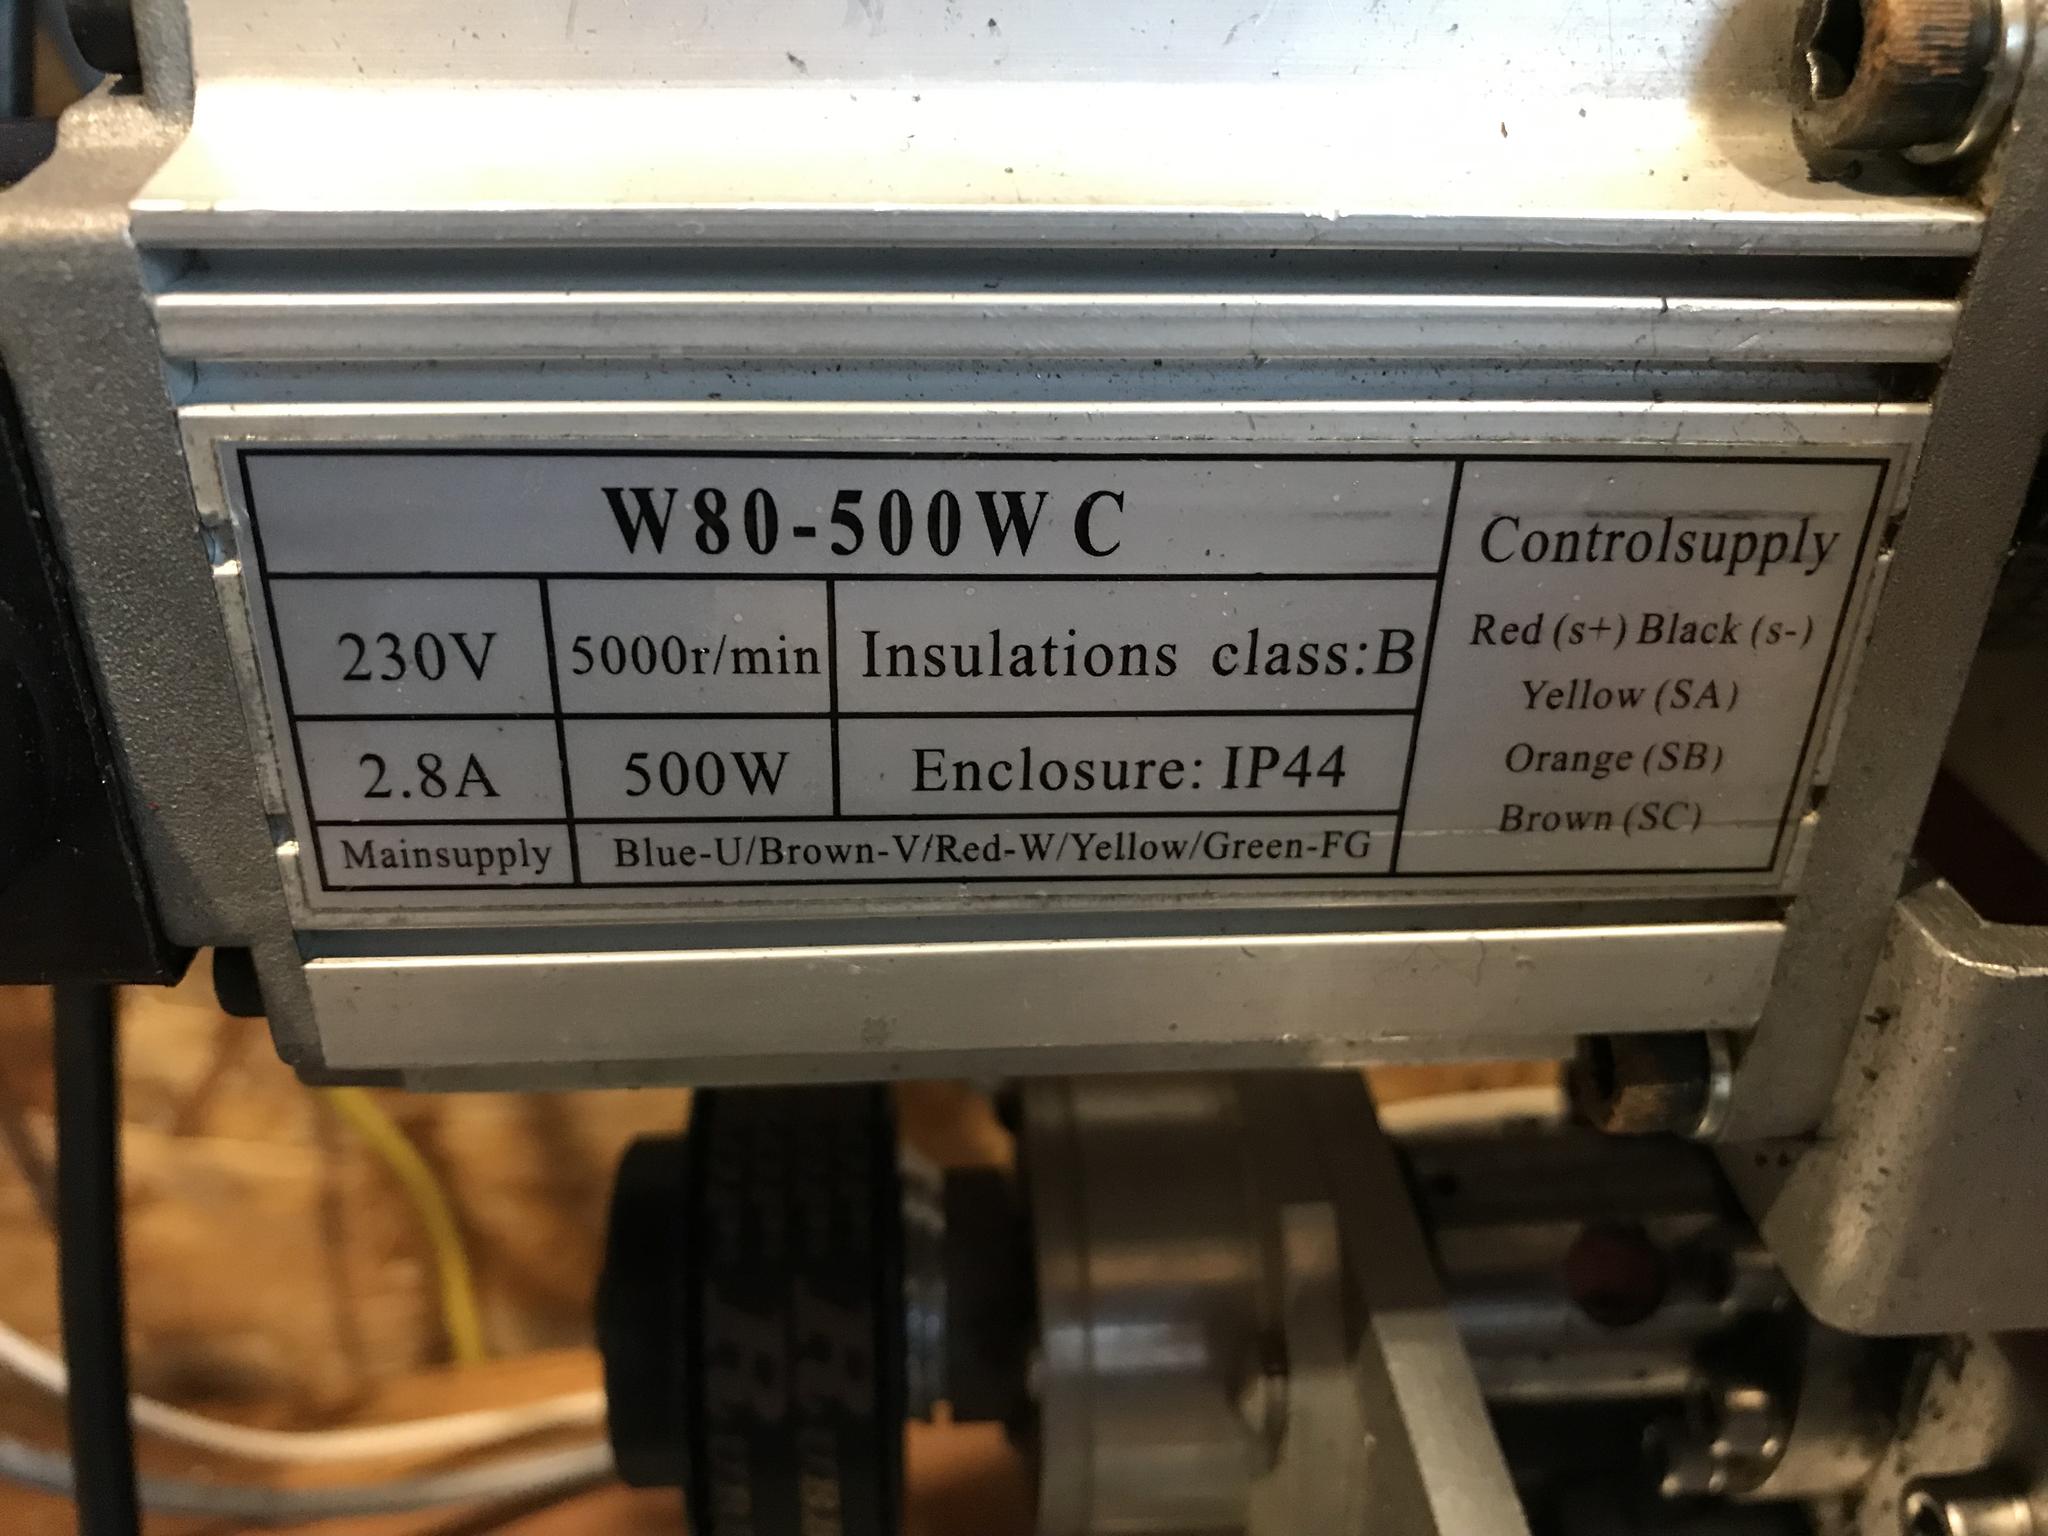 W80-500W C
230V 5000r/min Insulations class:B
2.8A 500W Enclosure: IP44
Mainsupply Blue-U/Brown-V/Red-W/Yellow/Green-FG
Controlsupply
Red (s+) Black (s-)
Yellow (SA)
Orange (SB)
Brown (SC)